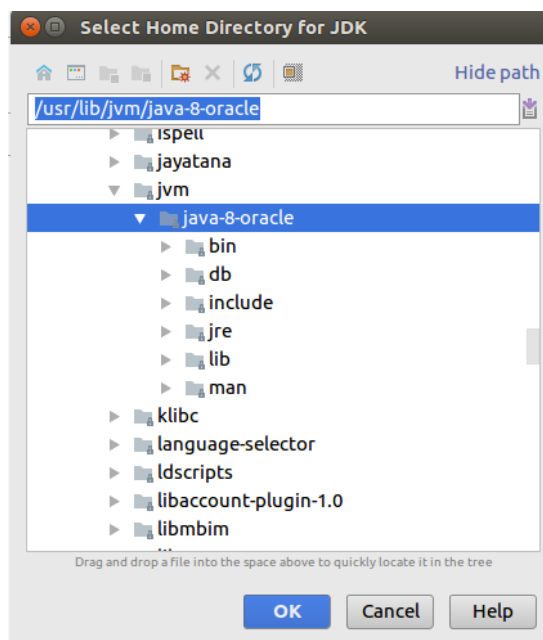 Select Home Directory for JDK
Hide path
/usr/lib/jvm/java-8-oracle
ispell
jayatana
jvm
java-8-oracle
bin
db
include
jre
lib
man
klibc
language-selector
ldscripts
libaccount-plugin-1.0
libmbim
Drag and drop a file into the space above to quickly locate it in the tree
OK Cancel Help